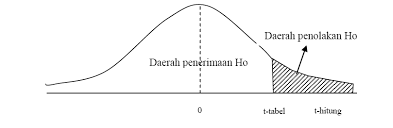 Daerah penolakan Ho
Daerah penerimaan Ho
0
t-tabel
t-hitung